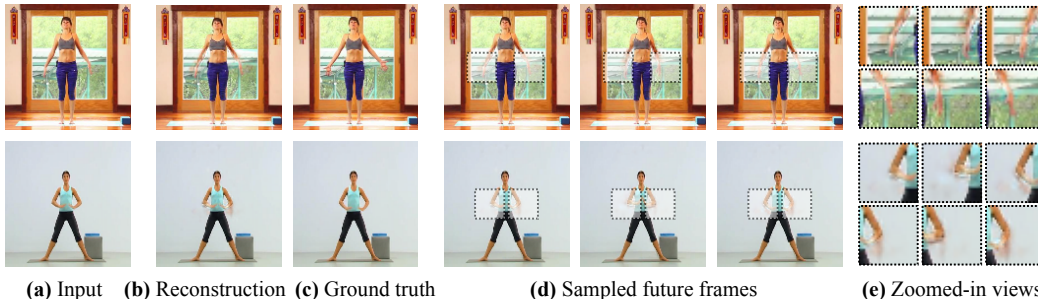 (a) Input (b) Reconstruction (c) Ground truth (d) Sampled future frames (e) Zoomed-in views